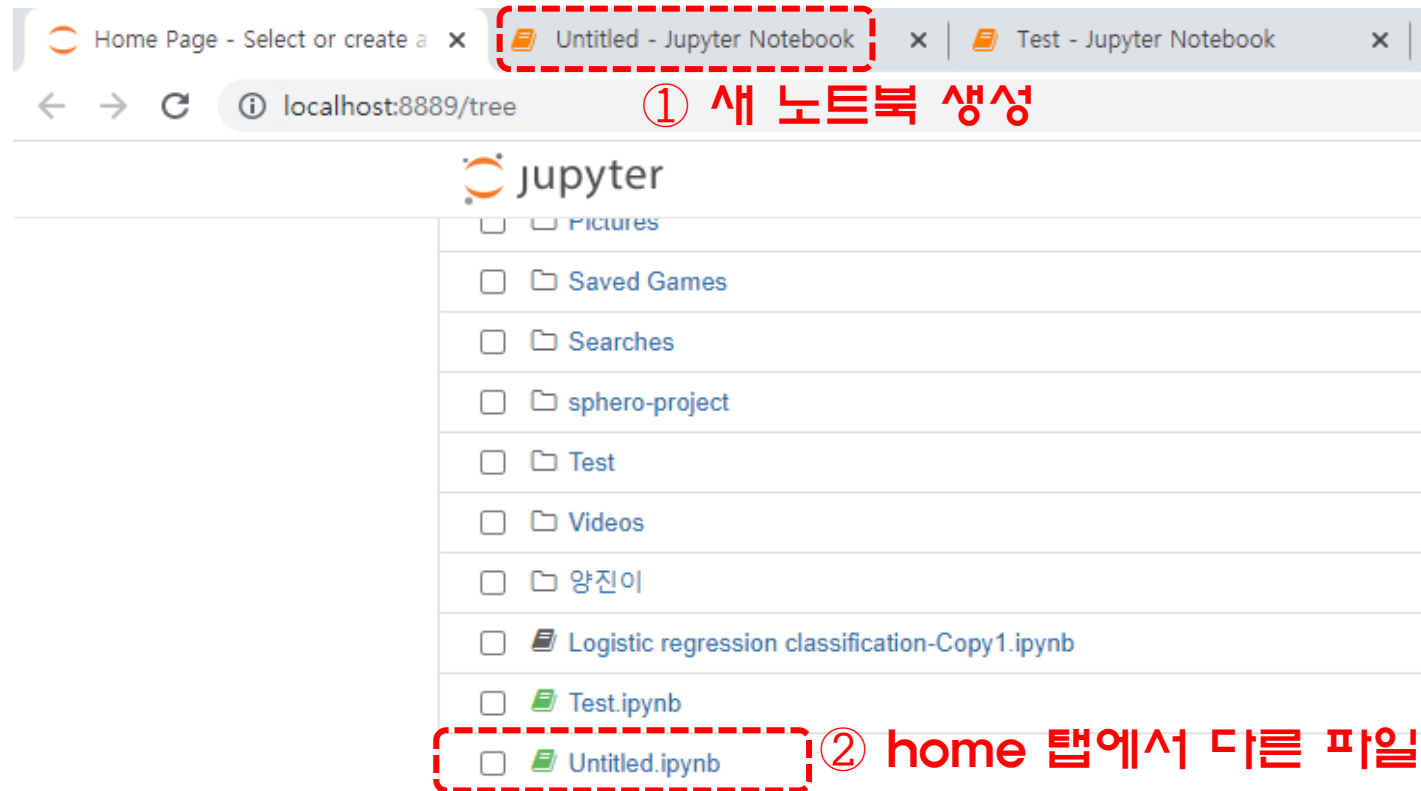 Home Page - Select or create a
Untitled - Jupyter Notebook
Test - Jupyter Notebook
localhost:8889/tree
① 새 노트북 생성
jupyter
Pictures
Saved Games
Searches
sphero-project
Test
Videos
양진이
Logistic regression classification-Copy1.ipynb
Test.ipynb
Untitled.ipynb
② home 탭에서 다른 파일